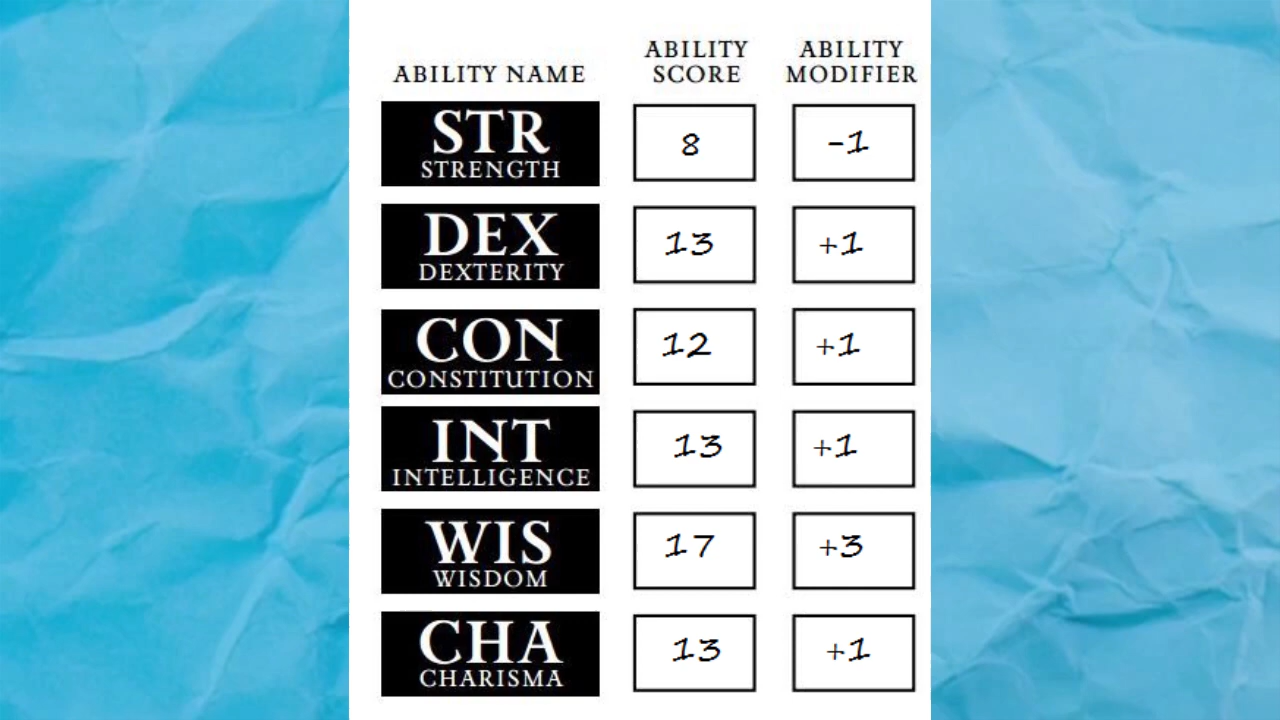 ABILITY NAME ABILITY SCORE ABILITY MODIFIER
STR 8 -1
STRENGTH
DEX 13 +1
DEXTERITY
CON 12 +1
CONSTITUTION
INT 13 +1
INTELLIGENCE
WIS 17 +3
WISDOM
CHA 13 +1
CHARISMA